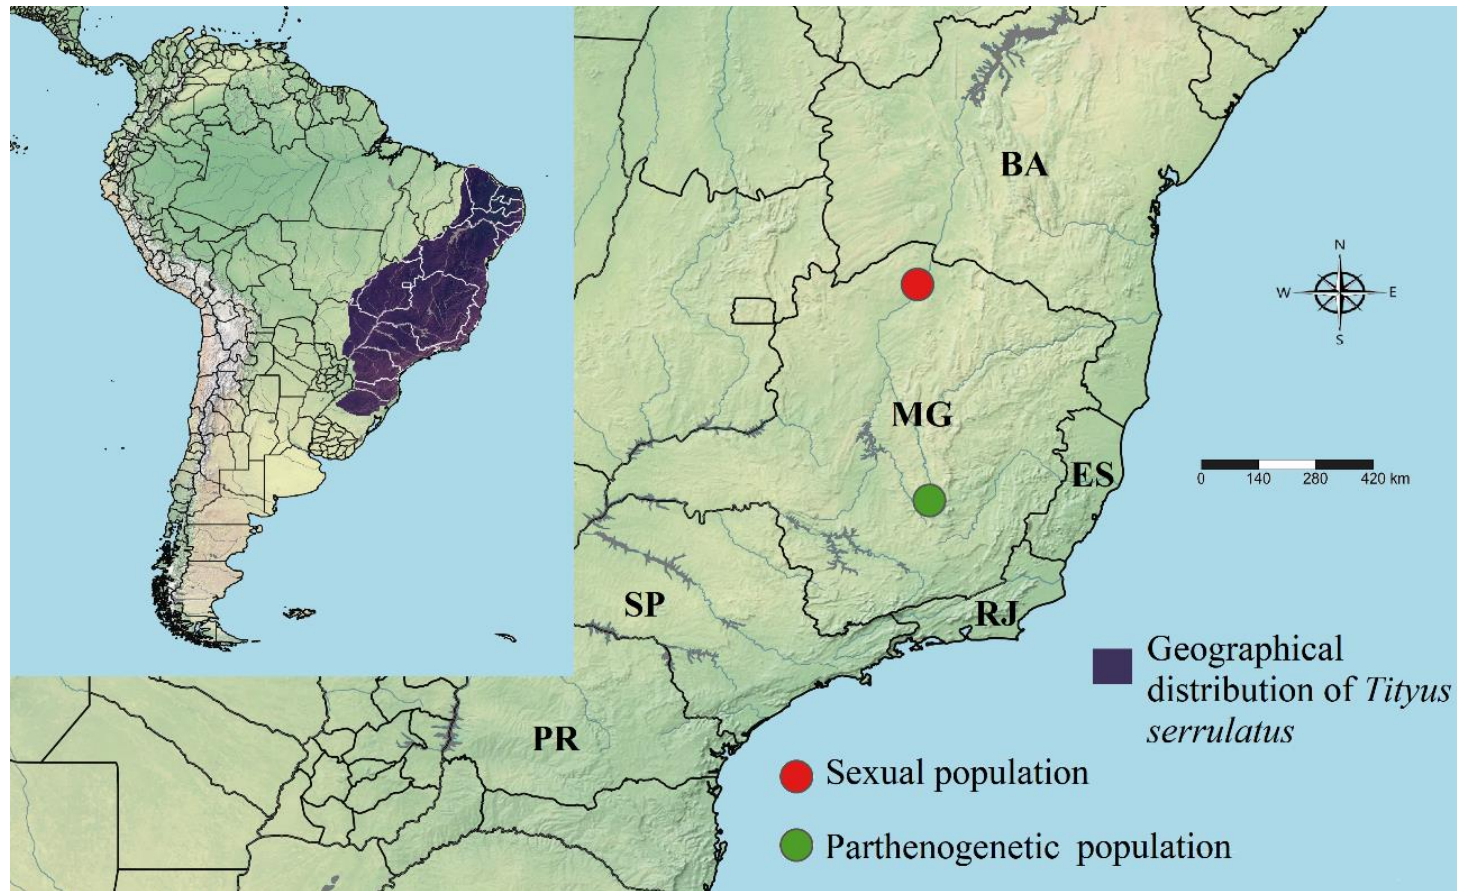 BA
N
W E
S
MG
ES
0 140 280 420 km
SP
RJ
Geographical
distribution of Tityus
serrulatus
PR
Sexual population
Parthenogenetic population